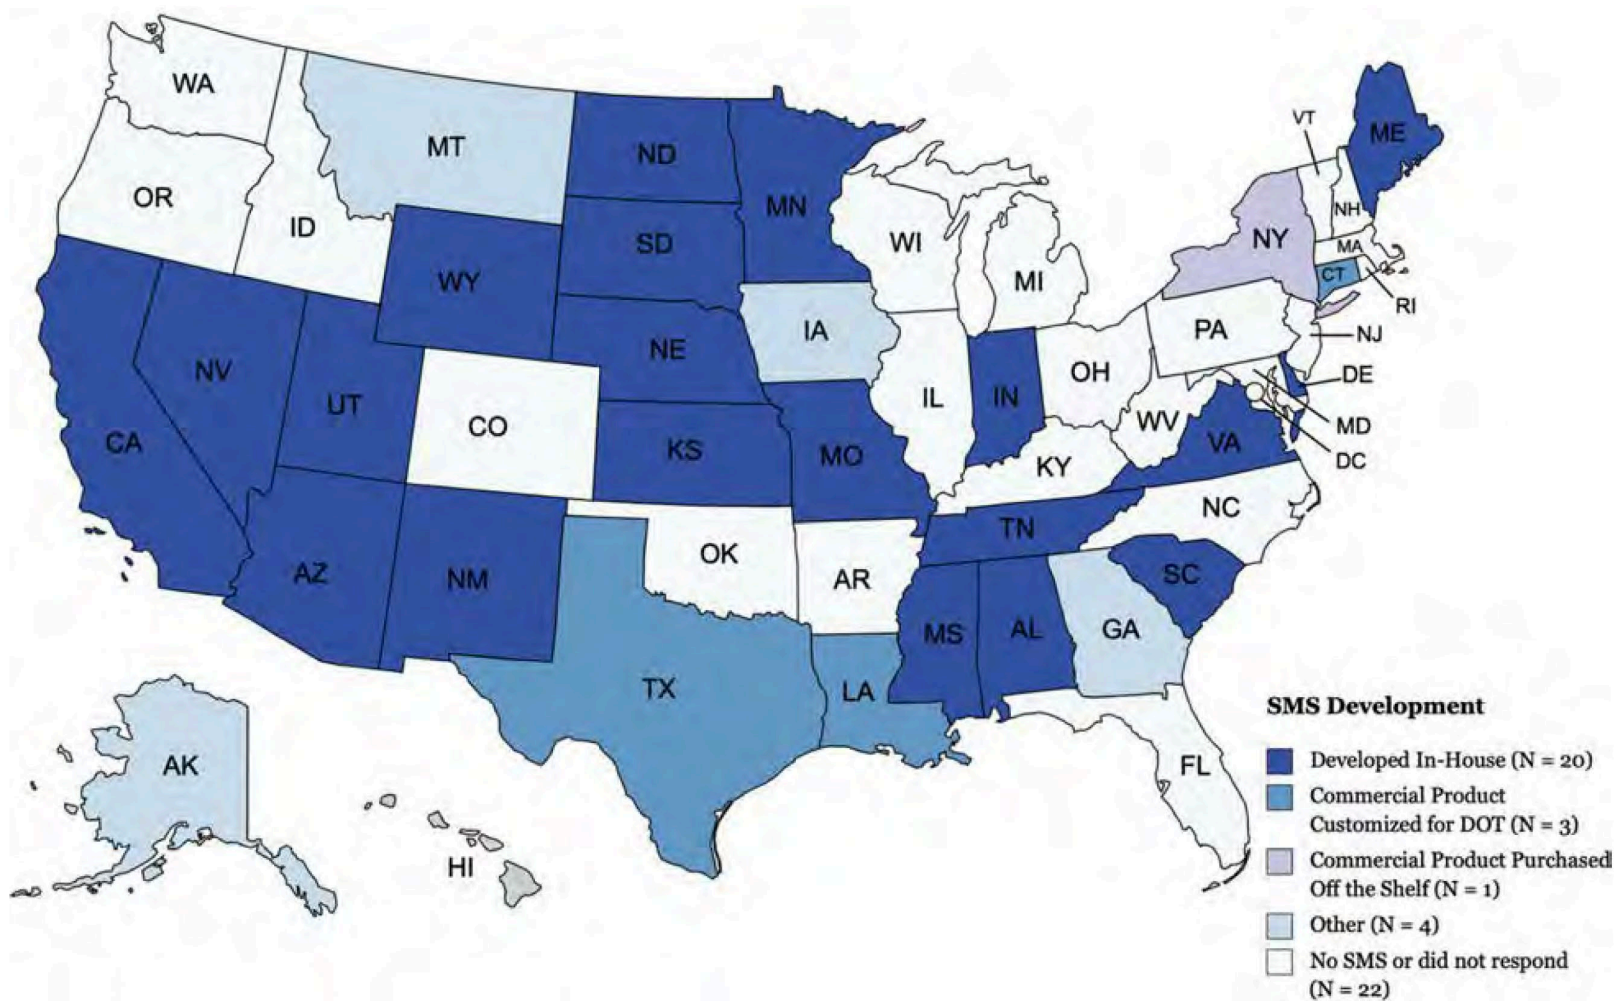 WA
MT
ND
MN
ME
VT
OR
ID
SD
WI
NH
WY
MI
NY
MA
CT
RI
IA
PA
NJ
NV
NE
OH
DE
UT
IL
IN
CO
MD
CA
KS
MO
WV
VA
DC
KY
NC
TN
OK
AR
AZ
NM
SC
MS
AL
GA
TX
LA
AK
FL
HI
SMS Development
Developed In-House (N = 20)
Commercial Product
Customized for DOT (N = 3)
Commercial Product Purchased
Off the Shelf (N = 1)
Other (N = 4)
No SMS or did not respond
(N = 22)